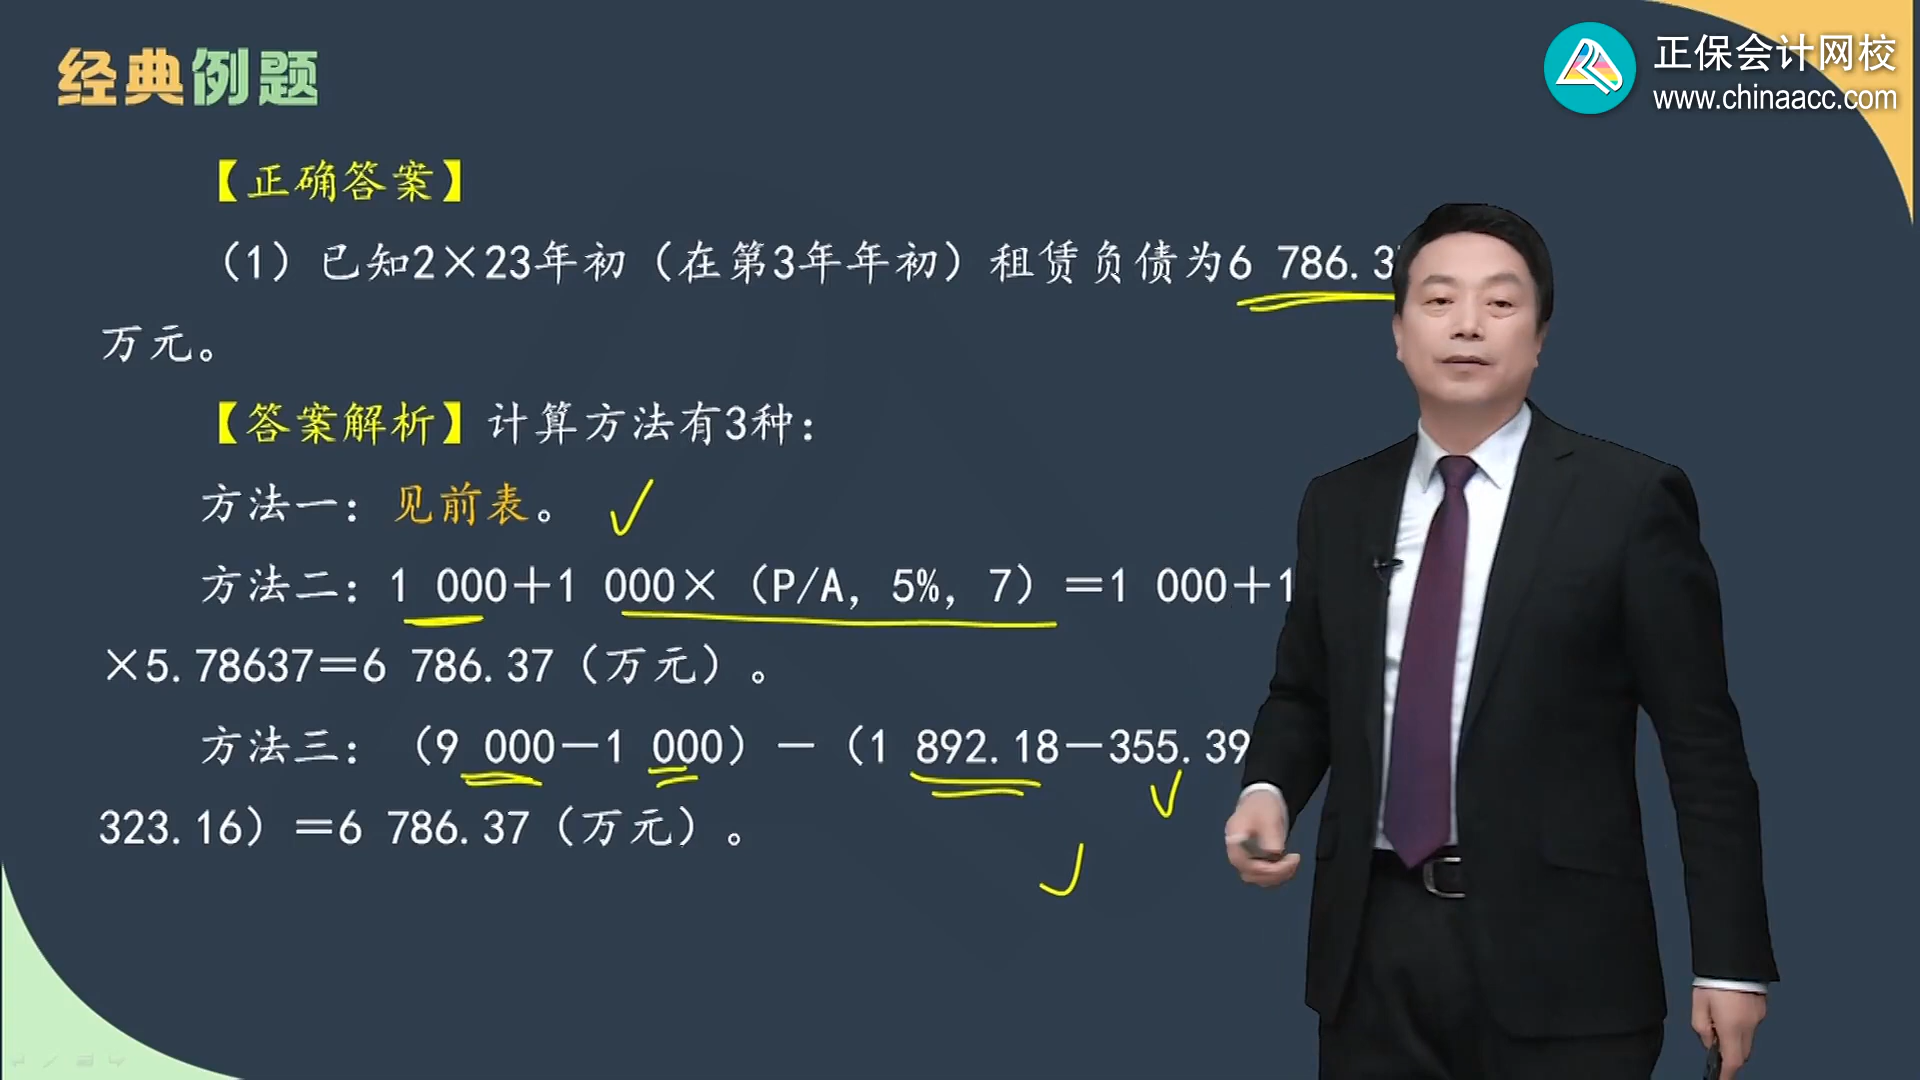 经典例题
正保会计网校
www.chinaacc.com
【正确答案】
（1）已知2×23年初（在第3年年初）租赁负债为6 786.3
万元。
【答案解析】计算方法有3种：
方法一：见前表。
方法二：1 000＋1 000×（P/A，5%，7）＝1 000＋1
×5.78637＝6 786.37（万元）。
方法三：（9 000－1 000）－（1 892.18－355.39
323.16）＝6 786.37（万元）。